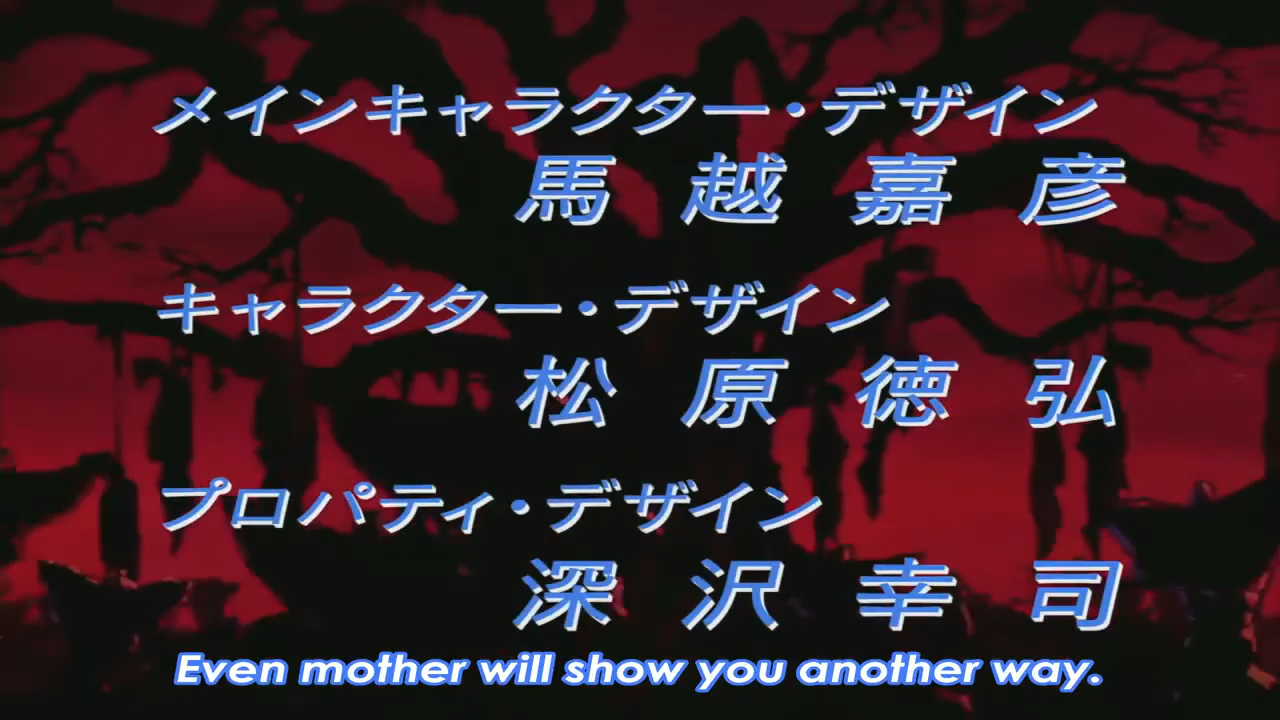 メインキャラクター・デザイン
馬越嘉彦
キャラクター・デザイン
松原徳弘
プロパティ・デザイン
深沢幸司
Even mother will show you another way.